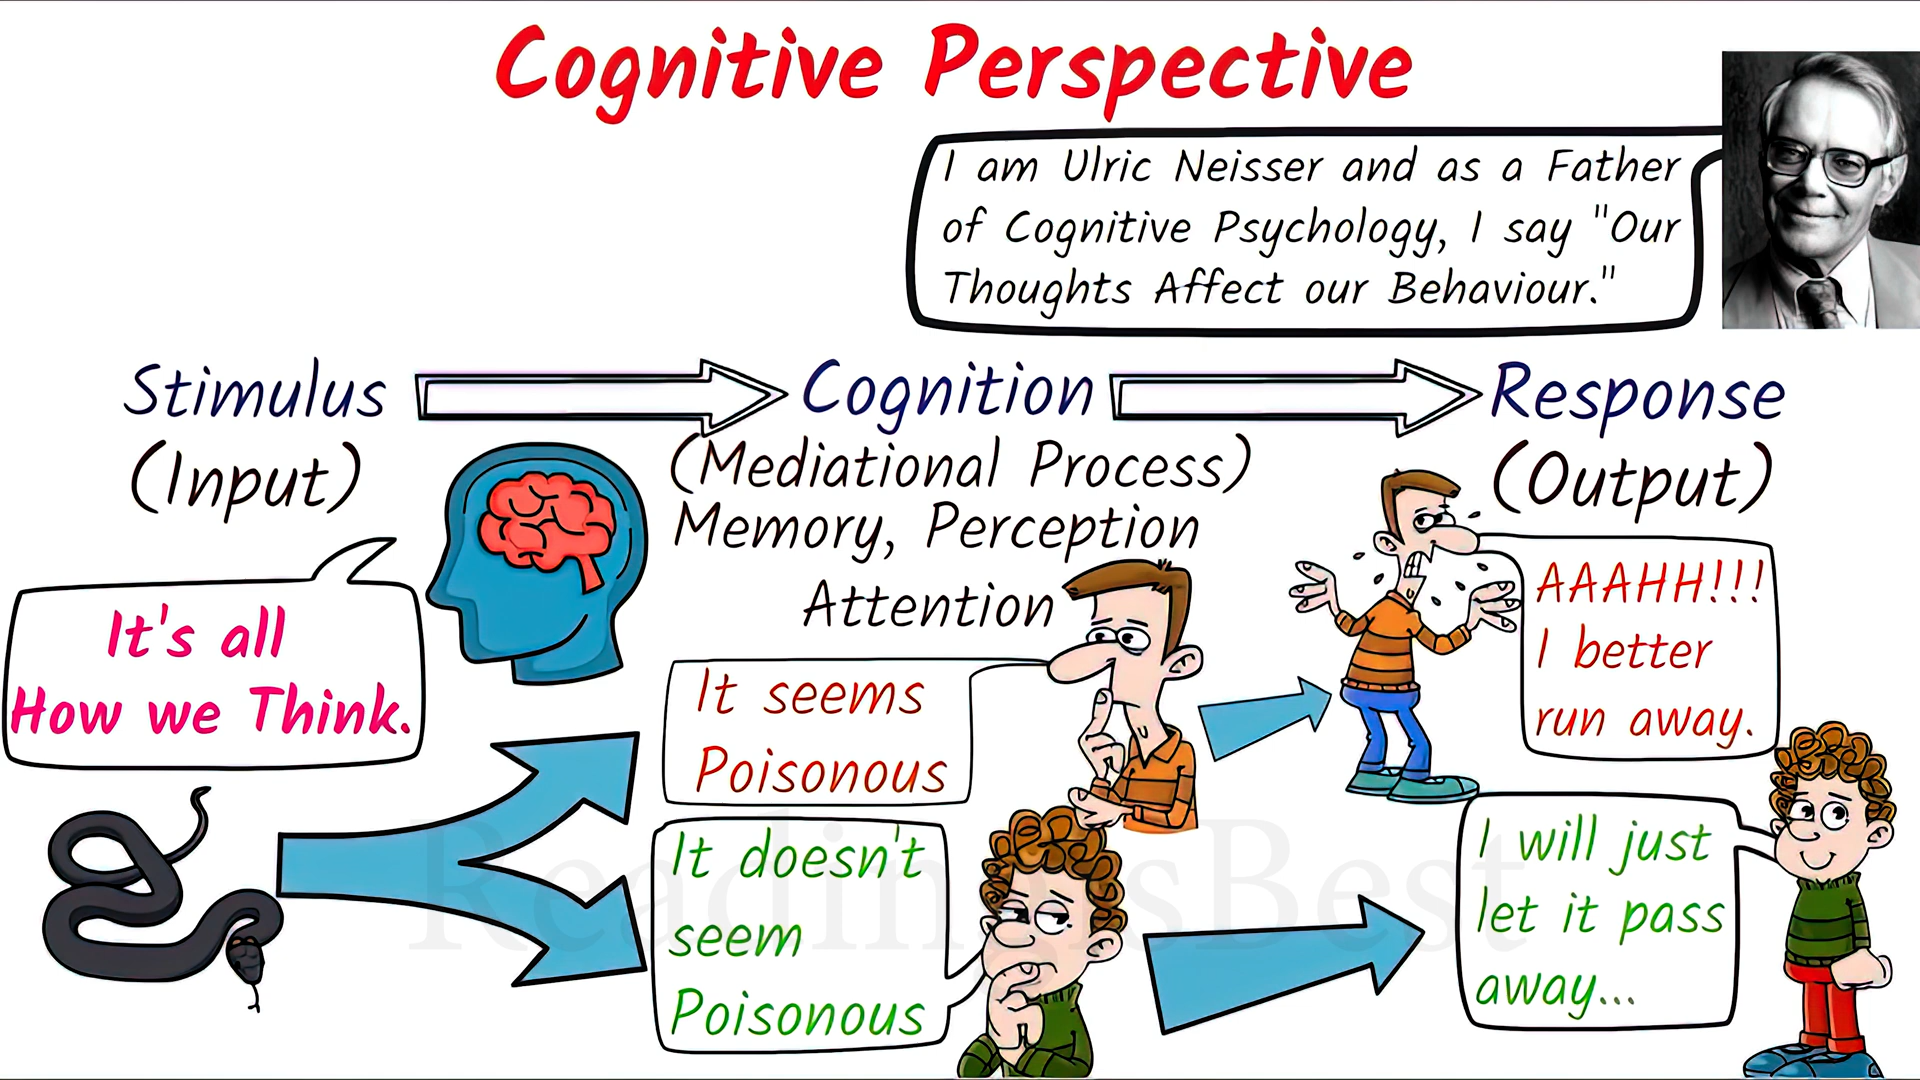 Cognitive Perspective
I am Ulric Neisser and as a Father
of Cognitive Psychology, I say "Our
Thoughts Affect our Behaviour."
Stimulus
(Input)
Cognition
(Mediational Process)
Memory, Perception
Attention
Response
(Output)
It's all
How we Think.
It seems
Poisonous
AAAHH!!!
I better
run away.
It doesn't
seem
Poisonous
I will just
let it pass
away...
ReadingisBest